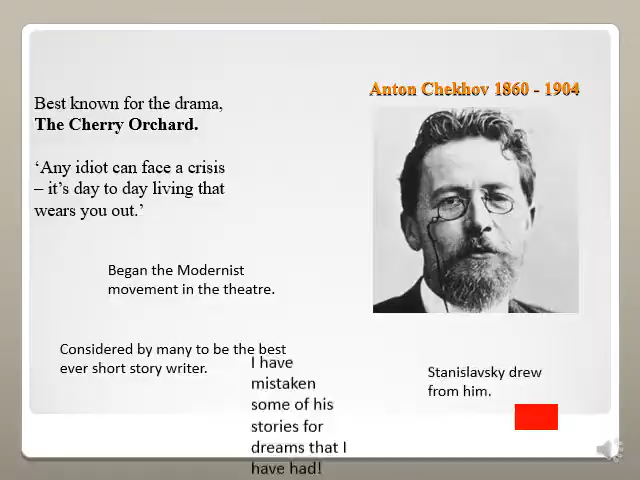 Anton Chekhov 1860 - 1904
Best known for the drama,
The Cherry Orchard.
‘Any idiot can face a crisis
– it’s day to day living that
wears you out.’
Began the Modernist
movement in the theatre.
Considered by many to be the best
ever short story writer.
I have
mistaken
some of his
stories for
dreams that I
have had!
Stanislavsky drew
from him.